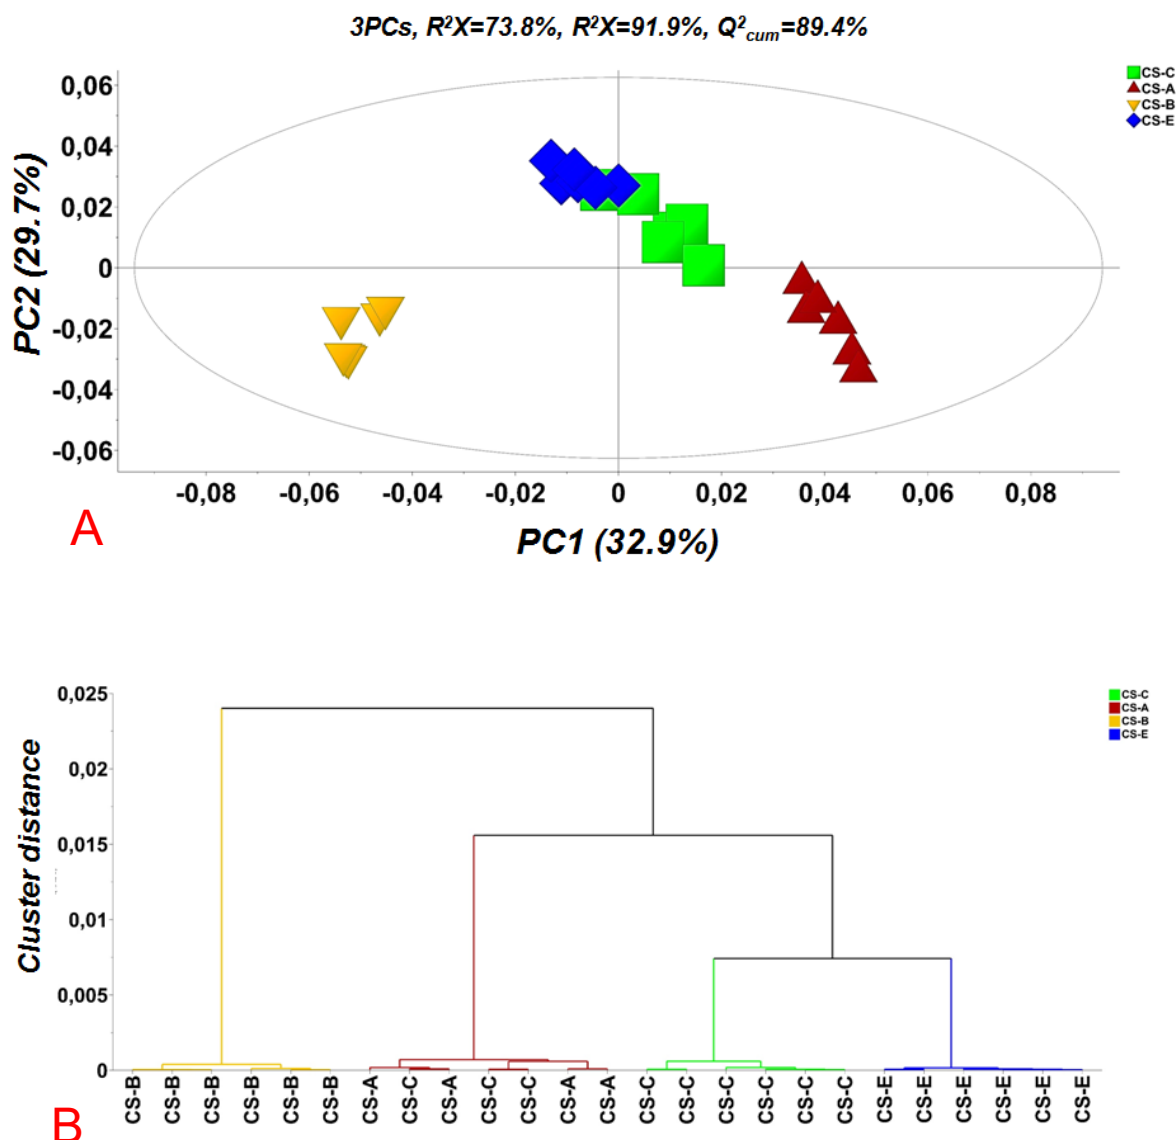 3PCs, R²X=73.8%, R²X=91.9%, Q²cum=89.4%
CS-C
CS-A
CS-B
CS-E
PC2 (29.7%)
0,06
0,04
0,02
0
-0,02
-0,04
-0,06
-0,08 -0,06 -0,04 -0,02 0 0,02 0,04 0,06 0,08
A
PC1 (32.9%)
CS-C
CS-A
CS-B
CS-E
Cluster distance
0,025
0,02
0,015
0,01
0,005
0
CS-B CS-B CS-B CS-B CS-B CS-B CS-A CS-C CS-A CS-C CS-C CS-A CS-A CS-C CS-C CS-C CS-C CS-C CS-C CS-E CS-E CS-E CS-E CS-E CS-E
B